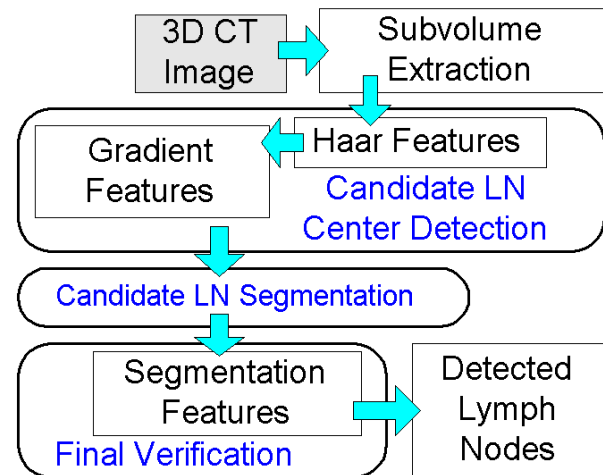 3D CT
Image
Subvolume
Extraction
Haar Features
Gradient
Features
Candidate LN
Center Detection
Candidate LN Segmentation
Segmentation
Features
Final Verification
Detected
Lymph
Nodes